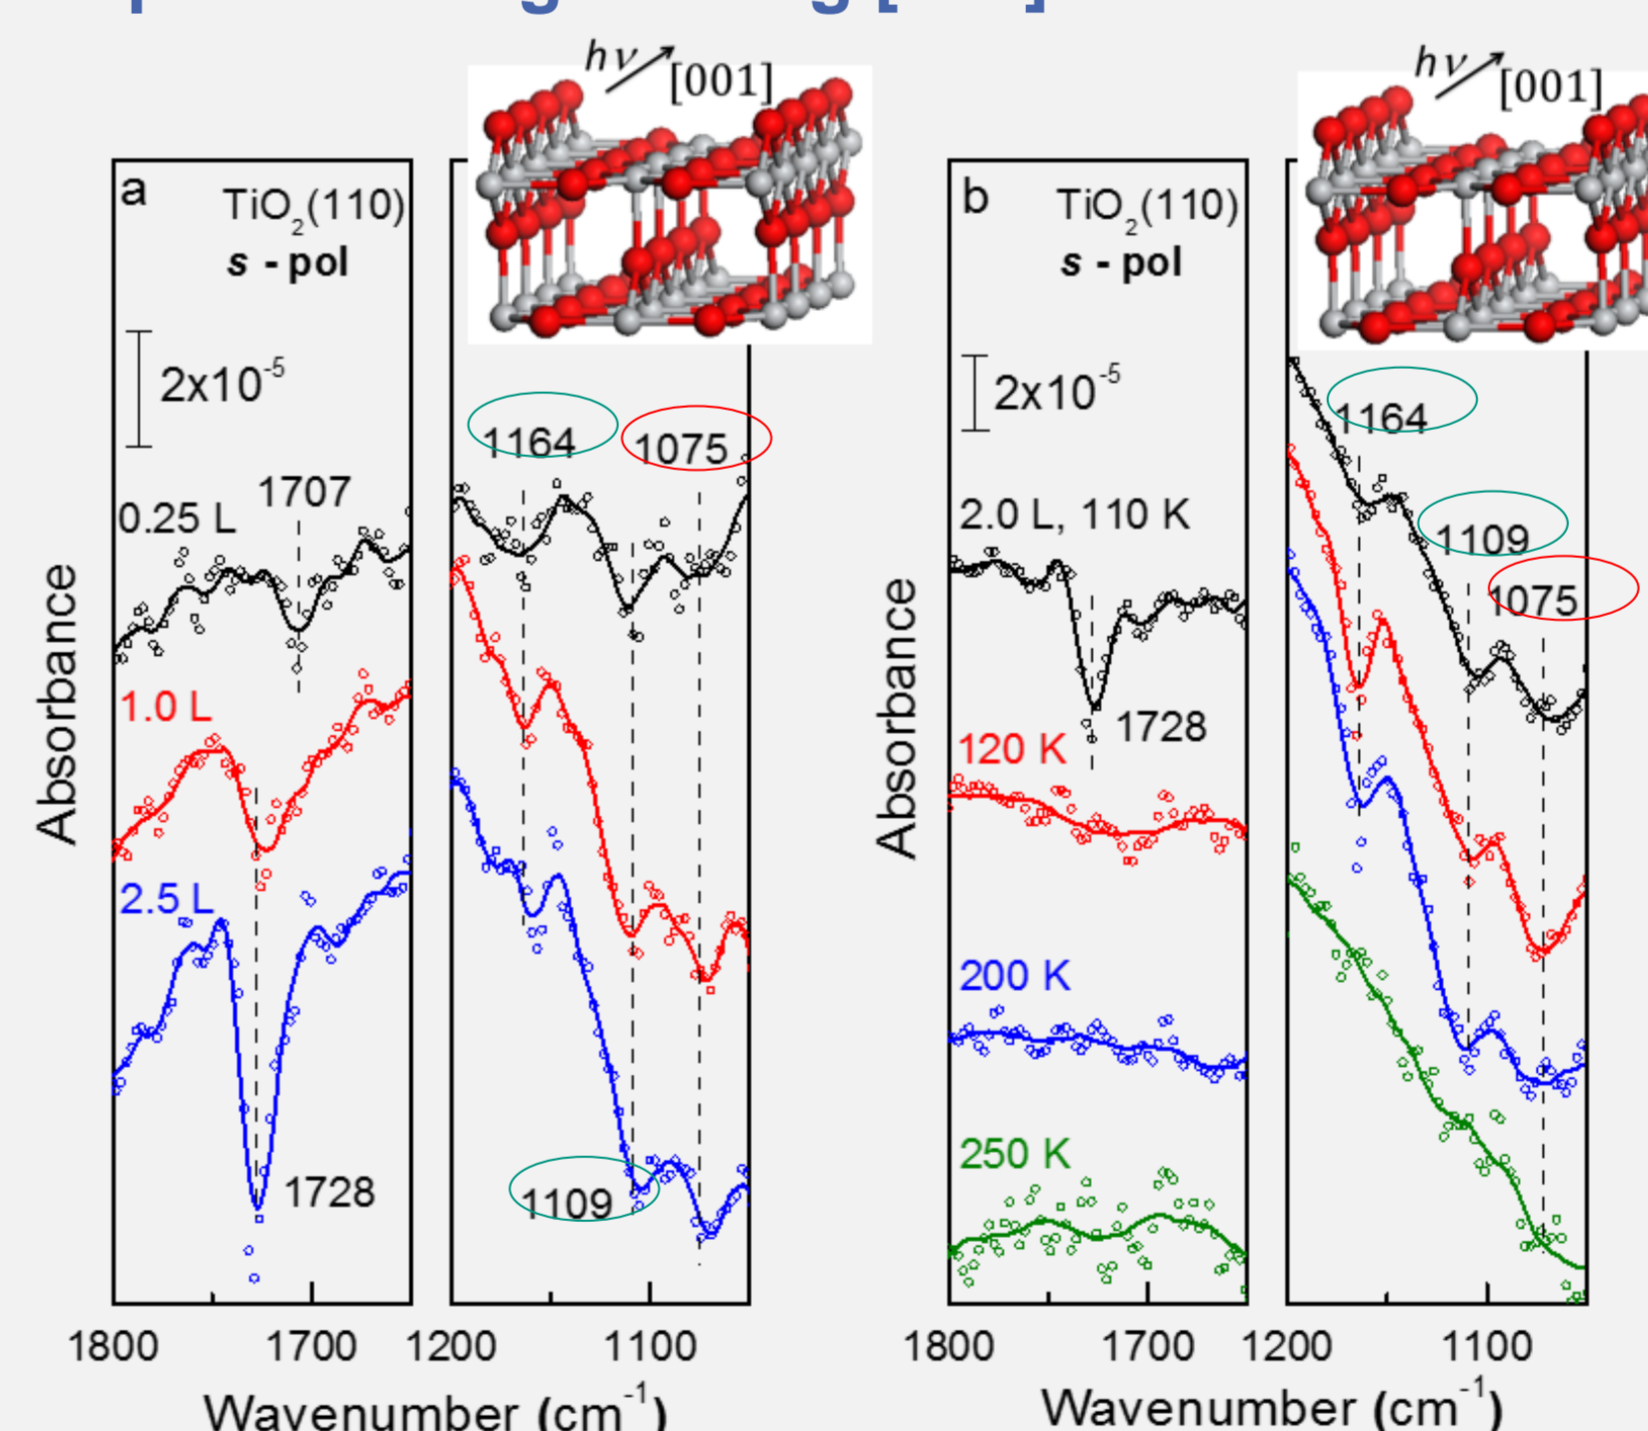 hν
[001]
hν
[001]
a
TiO2(110)
s - pol
b
TiO2(110)
s - pol
2x10-5
2x10-5
1164
1075
1164
1707
0.25 L
2.0 L, 110 K
1109
1075
Absorbance
Absorbance
1.0 L
1728
120 K
2.5 L
200 K
1728
1109
250 K
1800
1700
1200
1100
1800
1700
1200
1100
Wavenumber (cm-1)
Wavenumber (cm-1)